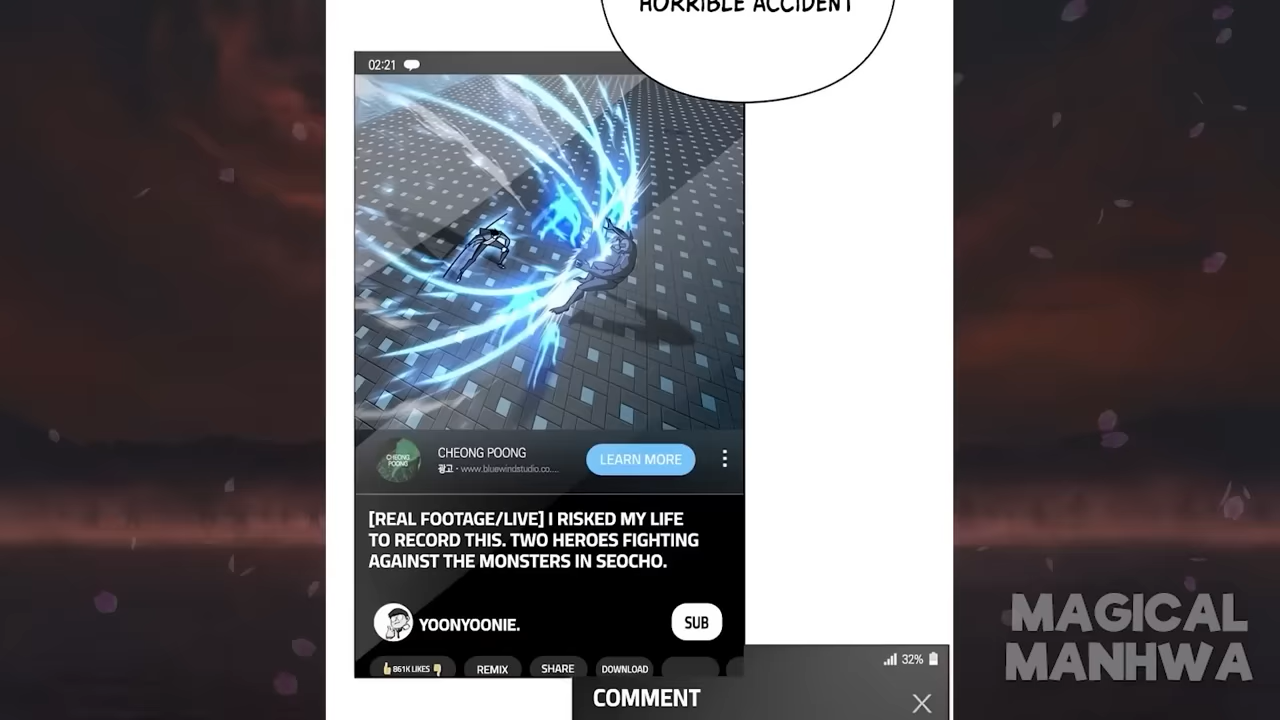 HORRIBLE ACCIDENT
02:21
CHEONG POONG
CHEONG POONG
LEARN MORE
광고 · www.bluewindstudio.co....
[REAL FOOTAGE/LIVE] I RISKED MY LIFE
TO RECORD THIS. TWO HEROES FIGHTING
AGAINST THE MONSTERS IN SEOCHO.
YOONYOONIE.
SUB
861K LIKES
REMIX
SHARE
DOWNLOAD
32%
COMMENT
MAGICAL
MANHWA